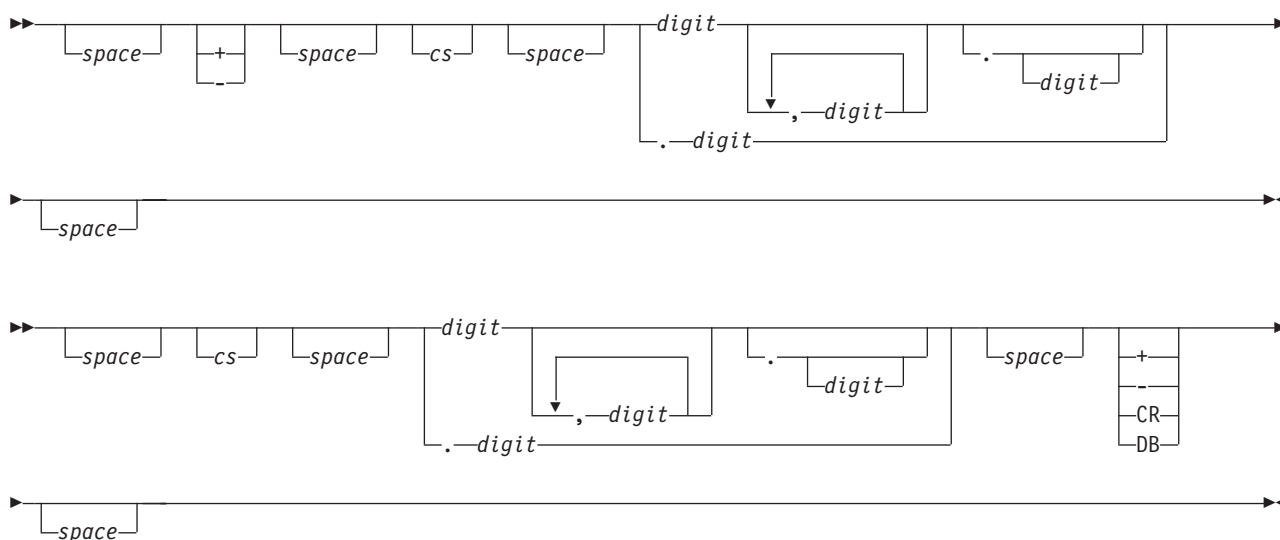 digit
space + space cs space .
- digit
, digit
. digit
space
digit
space cs space . space +
digit -
, digit CR
. digit DB
space